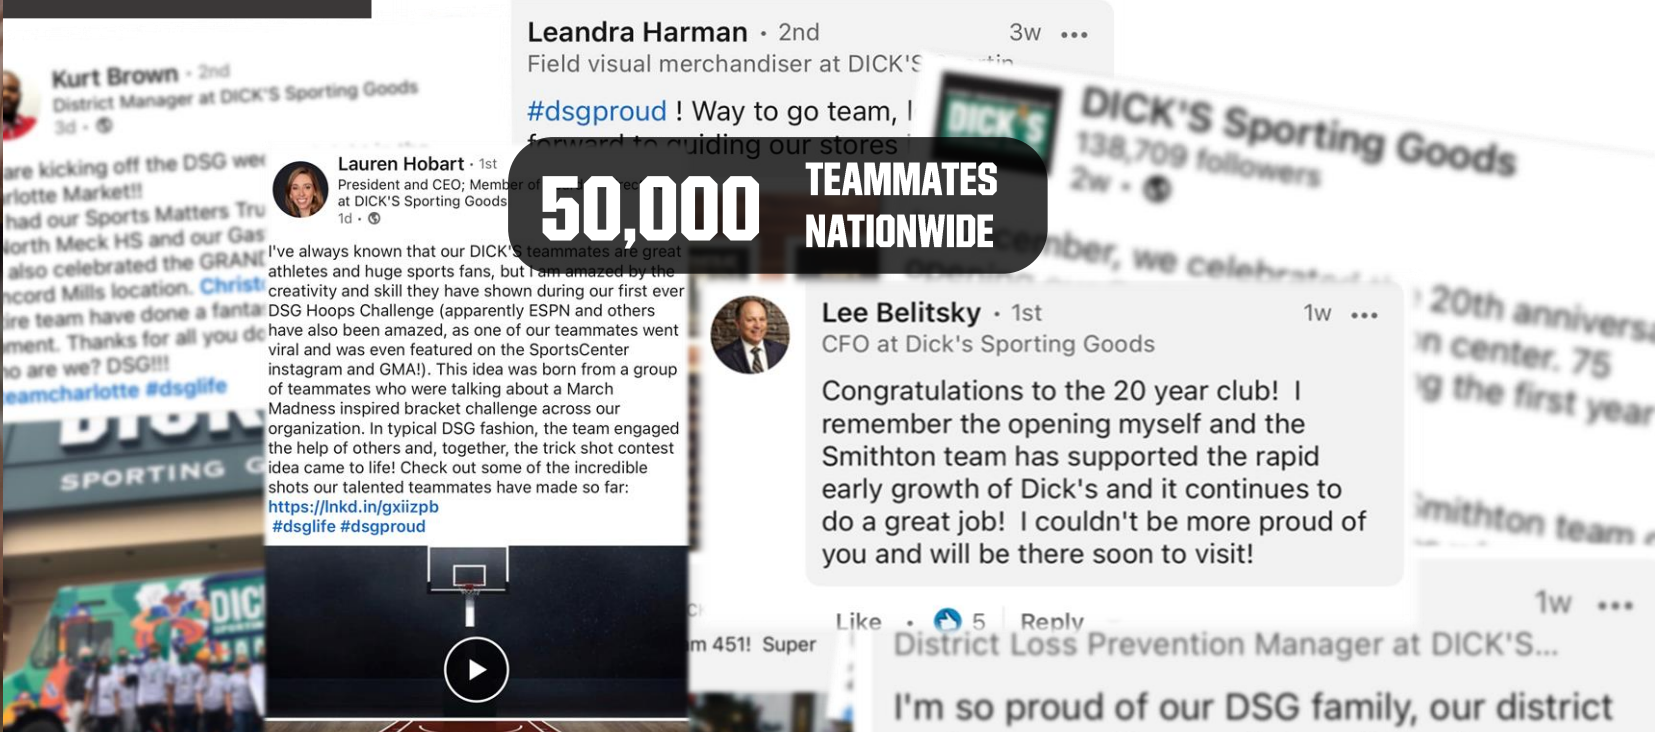 Kurt Brown · 2nd
District Manager at DICK'S Sporting Goods
3d ·
are kicking off the DSG
Market!!
had our Sports Matters
North Meck HS and our
also celebrated the
Mills location.
team have done a
Thanks for all you
are we? DSG!!!
#dsglife
SPORTING
Lauren Hobart · 1st
President and CEO; Member of
at DICK'S Sporting Goods
1d ·
I've always known that our DICK'S teammates are great
athletes and huge sports fans, but I am amazed by the
creativity and skill they have shown during our first ever
DSG Hoops Challenge (apparently ESPN and others
have also been amazed, as one of our teammates went
viral and was even featured on the SportsCenter
instagram and GMA!). This idea was born from a group
of teammates who were talking about a March
Madness inspired bracket challenge across our
organization. In typical DSG fashion, the team engaged
the help of others and, together, the trick shot contest
idea came to life! Check out some of the incredible
shots our talented teammates have made so far:
https://lnkd.in/gxiizpb
#dsglife #dsgproud
Leandra Harman · 2nd
3w •••
Field visual merchandiser at DICK'S
#dsgproud ! Way to go team,
forward to guiding our stores
50,000
TEAMMATES
NATIONWIDE
DICK'S
DICK'S Sporting Goods
138,709 followers
2w ·
we celebrated
20th
center. 75
the first year
team
Lee Belitsky · 1st
1w •••
CFO at Dick's Sporting Goods
Congratulations to the 20 year club! I
remember the opening myself and the
Smithton team has supported the rapid
early growth of Dick's and it continues to
do a great job! I couldn't be more proud of
you and will be there soon to visit!
Like · 5 | Reply
451! Super
1w •••
District Loss Prevention Manager at DICK'S...
I'm so proud of our DSG family, our district